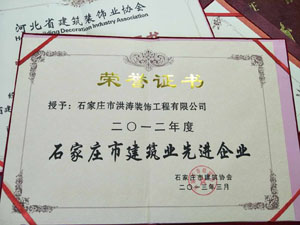 河北省建筑装饰业协会
Decoration Industry Association
荣誉证书
授予：石家庄市洪涛装饰工程有限公司
二〇一二年度
石家庄市建筑业先进企业
石家庄市建筑协会
二〇一三年三月